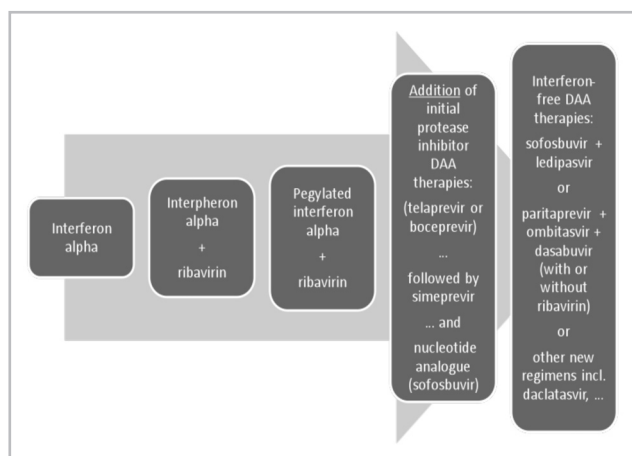 Interferon
alpha
Interpheron
alpha
+
ribavirin
Pegylated
interferon
alpha
+
ribavirin
Addition of
initial
protease
inhibitor
DAA
therapies:
(telaprevir or
boceprevir)
...
followed by
simeprevir
... and
nucleotide
analogue
(sofosbuvir)
Interferon-
free DAA
therapies:
sofosbuvir +
ledipasvir
or
paritaprevir +
ombitasvir +
dasabuvir
(with or
without
ribavirin)
or
other new
regimens incl.
daclatasvir, ...